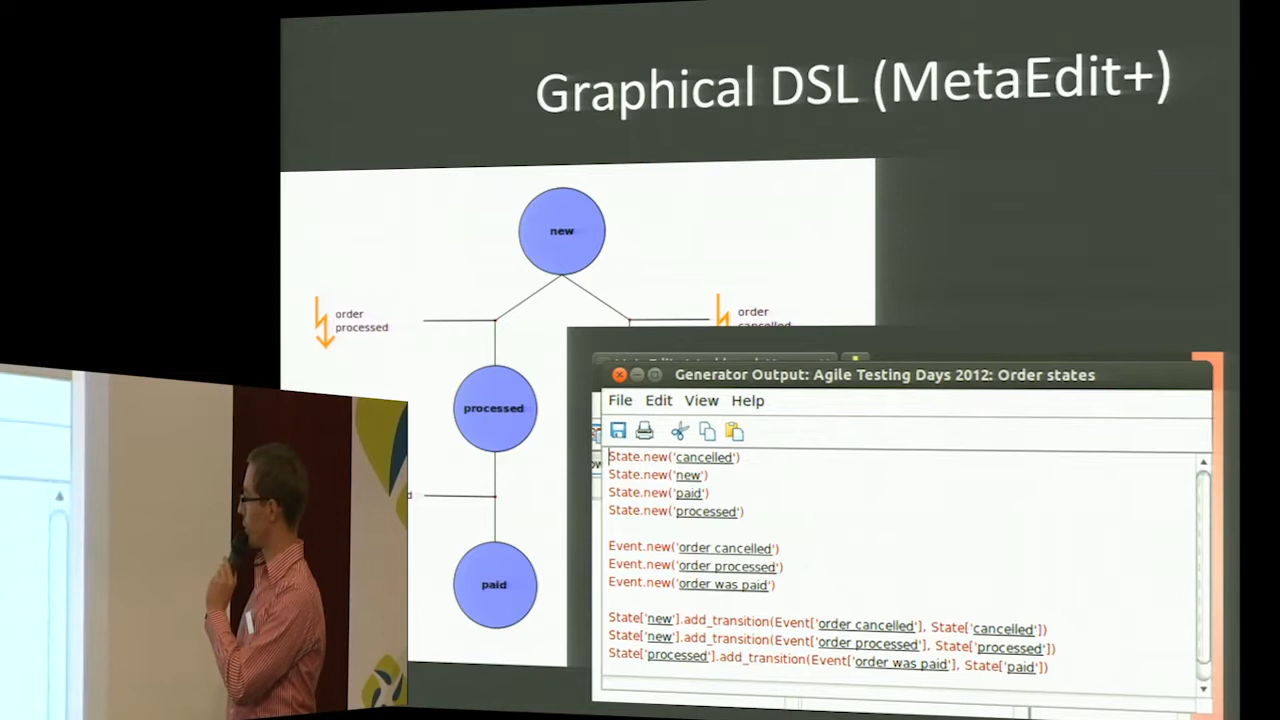 Graphical DSL (MetaEdit+)
new
order
processed
order
cancelled
processed
paid
Generator Output: Agile Testing Days 2012: Order states
File Edit View Help
State.new('cancelled')
State.new('new')
State.new('paid')
State.new('processed')
Event.new('order cancelled')
Event.new('order processed')
Event.new('order was paid')
State['new'].add_transition(Event['order cancelled'], State['cancelled'])
State['new'].add_transition(Event['order processed'], State['processed'])
State['processed'].add_transition(Event['order was paid'], State['paid'])